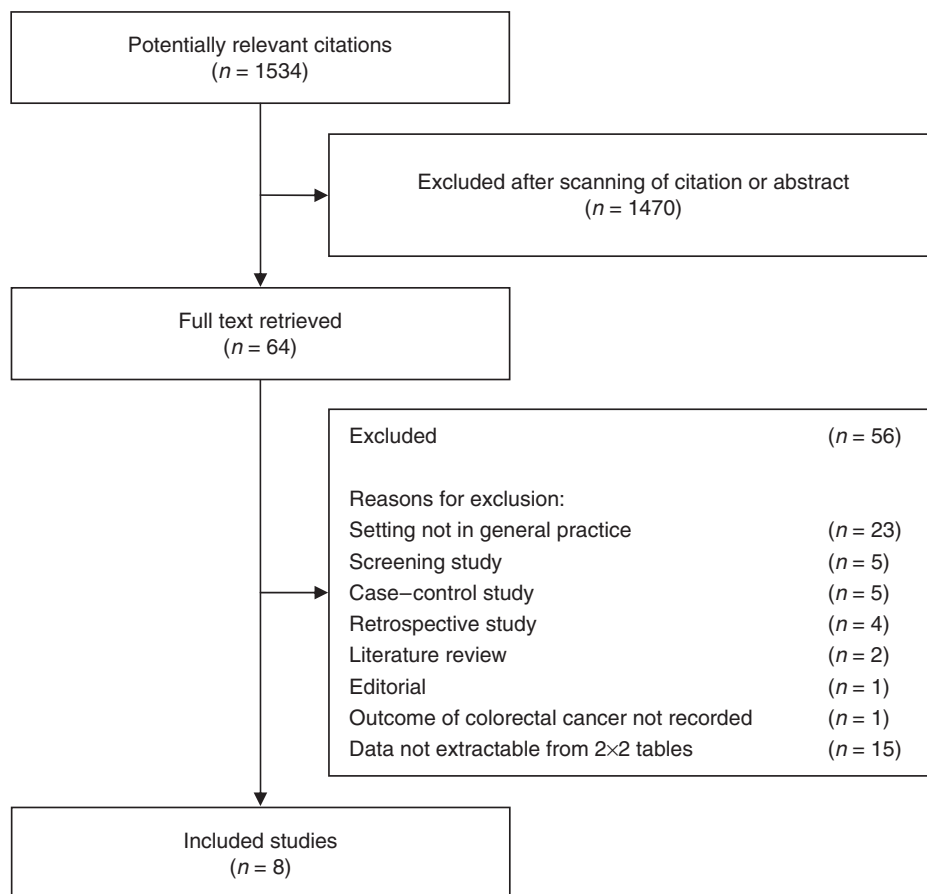 Potentially relevant citations
(n = 1534)
Excluded after scanning of citation or abstract
(n = 1470)
Full text retrieved
(n = 64)
Excluded (n = 56)
Reasons for exclusion:
Setting not in general practice (n = 23)
Screening study (n = 5)
Case–control study (n = 5)
Retrospective study (n = 4)
Literature review (n = 2)
Editorial (n = 1)
Outcome of colorectal cancer not recorded (n = 1)
Data not extractable from 2×2 tables (n = 15)
Included studies
(n = 8)